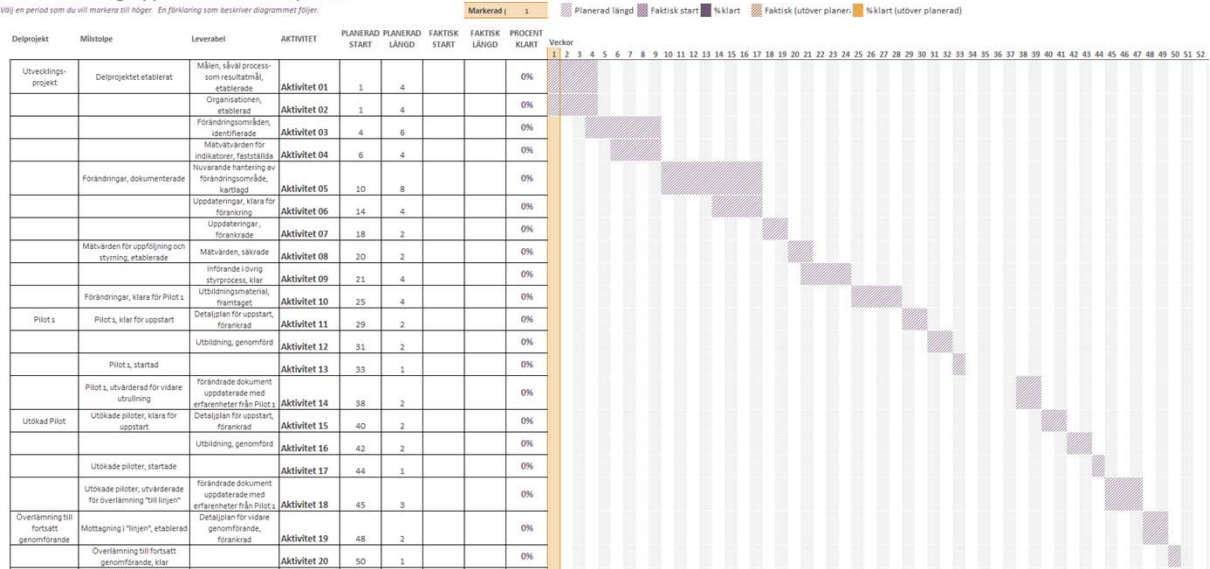 Välj en period som du vill markera till höger. En förklaring som beskriver diagrammet följer.
Markerad p 1 Planerad längd Faktisk start % klart Faktisk (utöver planer % klart (utöver planerad)
Delprojekt Milstolpe Leverabel AKTIVITET PLANERAD START PLANERAD LÄNGD FAKTISK START FAKTISK LÄNGD PROCENT KLART Veckor
1 2 3 4 5 6 7 8 9 10 11 12 13 14 15 16 17 18 19 20 21 22 23 24 25 26 27 28 29 30 31 32 33 34 35 36 37 38 39 40 41 42 43 44 45 46 47 48 49 50 51 52
Utvecklings-projekt Delprojektet etablerat Målen, såväl process- som resultatmål, etablerade Aktivitet 01 1 4 0%
Organisationen, etablerad Aktivitet 02 1 4 0%
Förändringsområden, identifierade Aktivitet 03 4 6 0%
Mätvätvärden för indikatorer, fastställda Aktivitet 04 6 4 0%
Förändringar, dokumenterade Nuvarande hantering av förändringsområde, kartlagd Aktivitet 05 10 8 0%
Uppdateringar, klara för förankring Aktivitet 06 14 4 0%
Uppdateringar, förankrade Aktivitet 07 18 2 0%
Mätvärden för uppföljning och styrning, etablerade Mätvärden, säkrade Aktivitet 08 20 2 0%
Införande i övrig styrprocess, klar Aktivitet 09 21 4 0%
Förändringar, klara för Pilot 1 Utbildningsmaterial, framtaget Aktivitet 10 25 4 0%
Pilot 1 Pilot 1, klar för uppstart Detaljplan för uppstart, förankrad Aktivitet 11 29 2 0%
Utbildning, genomförd Aktivitet 12 31 2 0%
Pilot 1, startad Aktivitet 13 33 1 0%
Pilot 1, utvärderad för vidare utrullning förändrade dokument uppdaterade med erfarenheter från Pilot 1 Aktivitet 14 38 2 0%
Utökad Pilot Utökade piloter, klara för uppstart Detaljplan för uppstart, förankrad Aktivitet 15 40 2 0%
Utbildning, genomförd Aktivitet 16 42 2 0%
Utökade piloter, startade Aktivitet 17 44 1 0%
Utökade piloter, utvärderade för överlämning "till linjen" förändrade dokument uppdaterade med erfarenheter från Pilot 1 Aktivitet 18 45 3 0%
Överlämning till fortsatt genomförande Mottagning i "linjen", etablerad Detaljplan för vidare genomförande, förankrad Aktivitet 19 48 2 0%
Överlämning till fortsatt genomförande, klar Aktivitet 20 50 1 0%